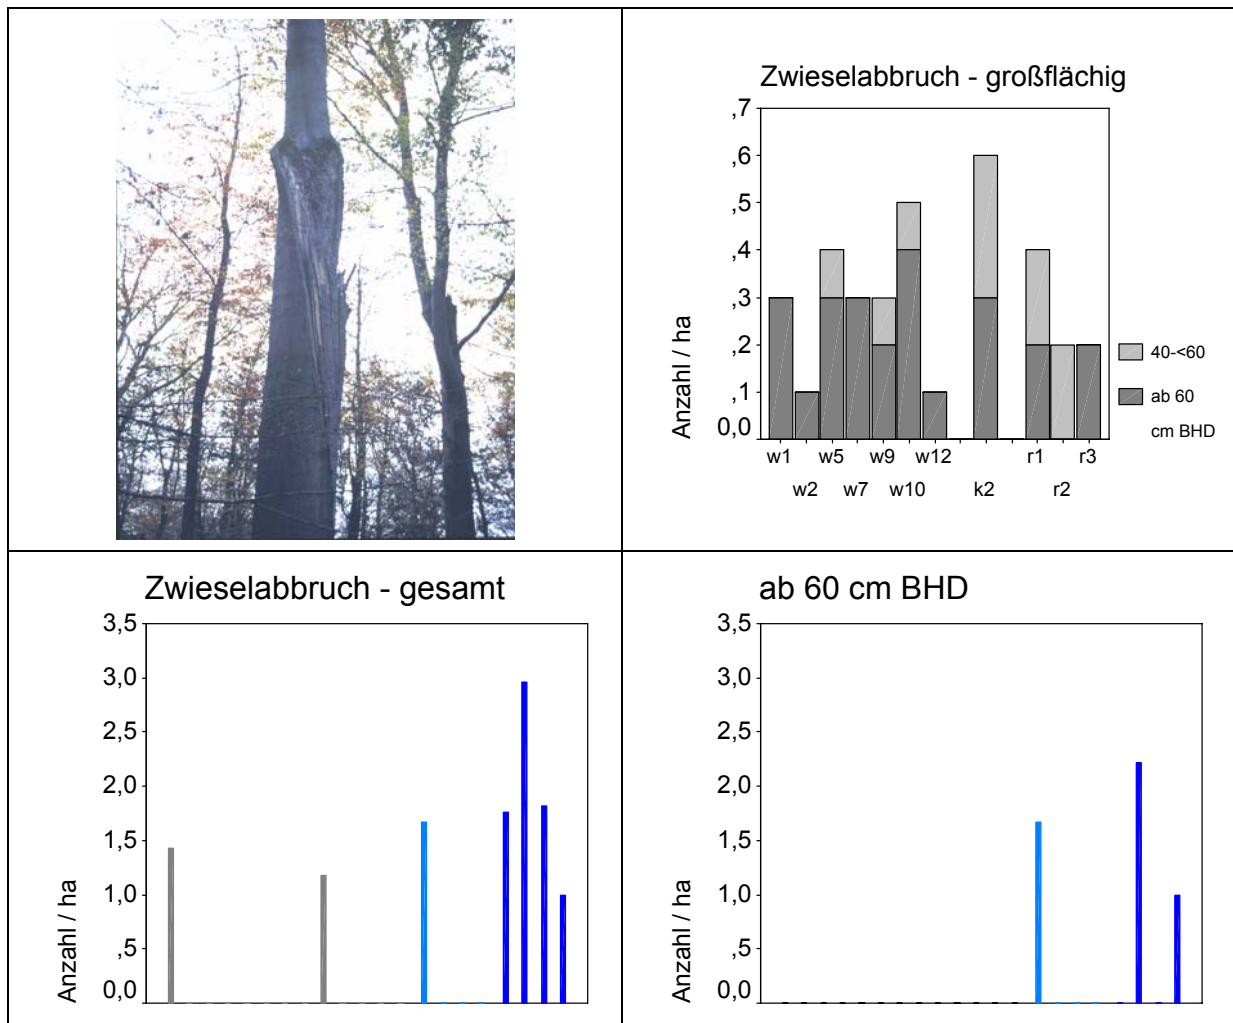 Zwieselabbruch - großflächig
,7
,6
,5
,4
,3
,2
,1
0,0
Anzahl / ha
w1 w5 w9 w12 r1 r3
w2 w7 w10 k2 r2
40-<60
ab 60
cm BHD
Zwieselabbruch - gesamt
3,5
3,0
2,5
2,0
1,5
1,0
,5
0,0
Anzahl / ha
ab 60 cm BHD
3,5
3,0
2,5
2,0
1,5
1,0
,5
0,0
Anzahl / ha